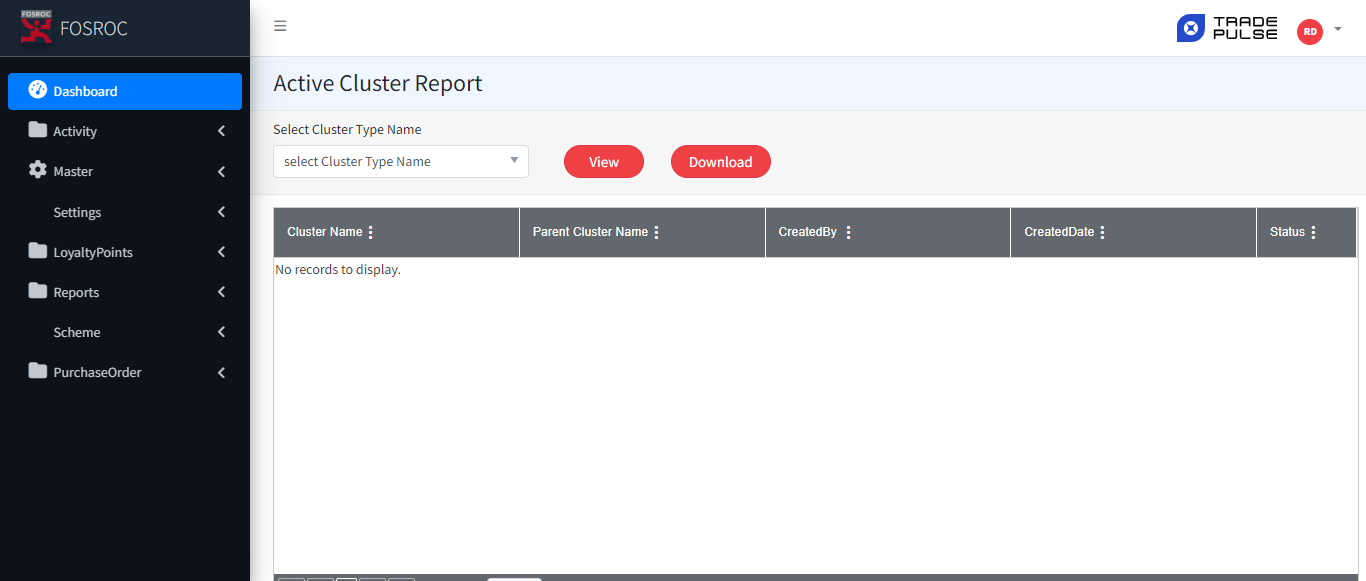 FOSROC
FOSROC
TRADE
PULSE
RD
Dashboard
Activity
Master
Settings
LoyaltyPoints
Reports
Scheme
PurchaseOrder
Active Cluster Report
Select Cluster Type Name
select Cluster Type Name
View
Download
Cluster Name
Parent Cluster Name
CreatedBy
CreatedDate
Status
No records to display.